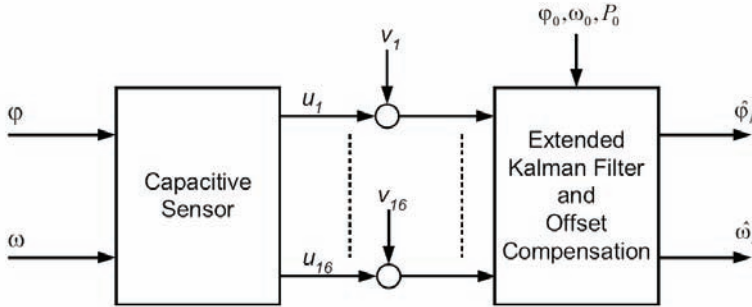 φ₀,ω₀,P₀
v₁
φ
u₁
φ̂
Capacitive
Sensor
Extended
Kalman Filter
and
Offset
Compensation
v₁₆
ω
u₁₆
ω̂